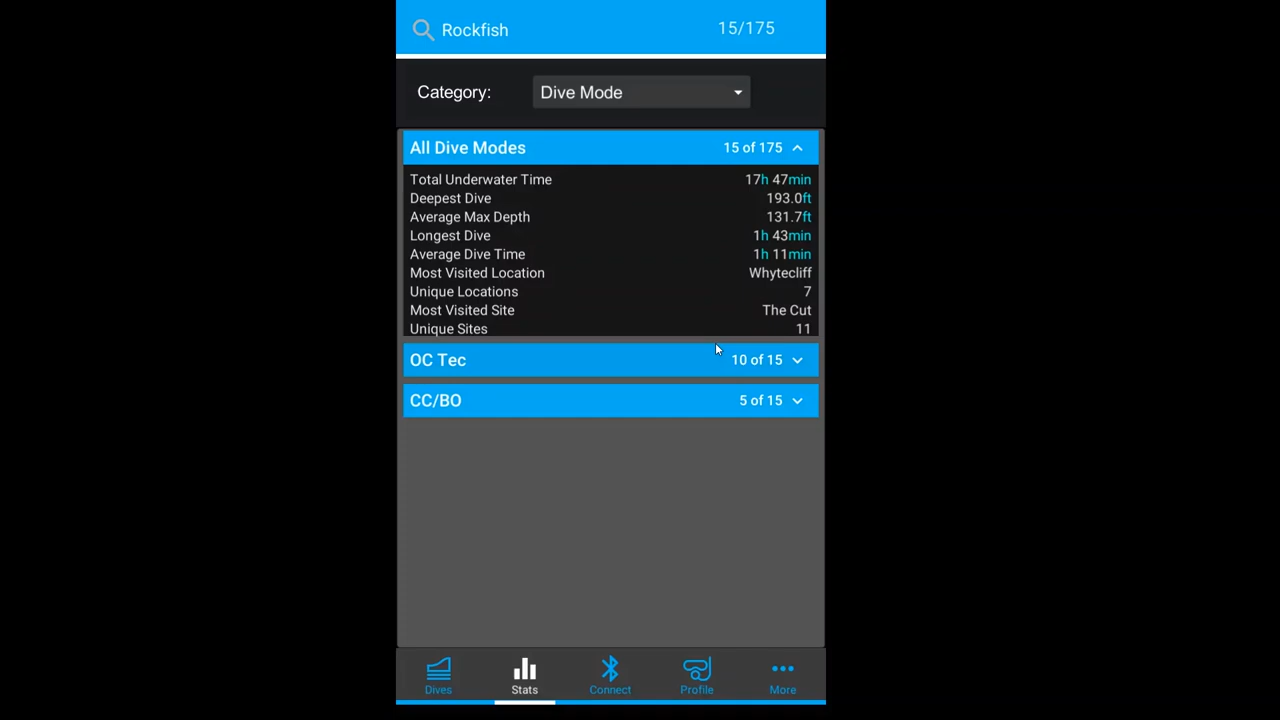 Rockfish 15/175
Category: Dive Mode
All Dive Modes 15 of 175
Total Underwater Time 17h 47min
Deepest Dive 193.0ft
Average Max Depth 131.7ft
Longest Dive 1h 43min
Average Dive Time 1h 11min
Most Visited Location Whytecliff
Unique Locations 7
Most Visited Site The Cut
Unique Sites 11
OC Tec 10 of 15
CC/BO 5 of 15
Dives Stats Connect Profile More